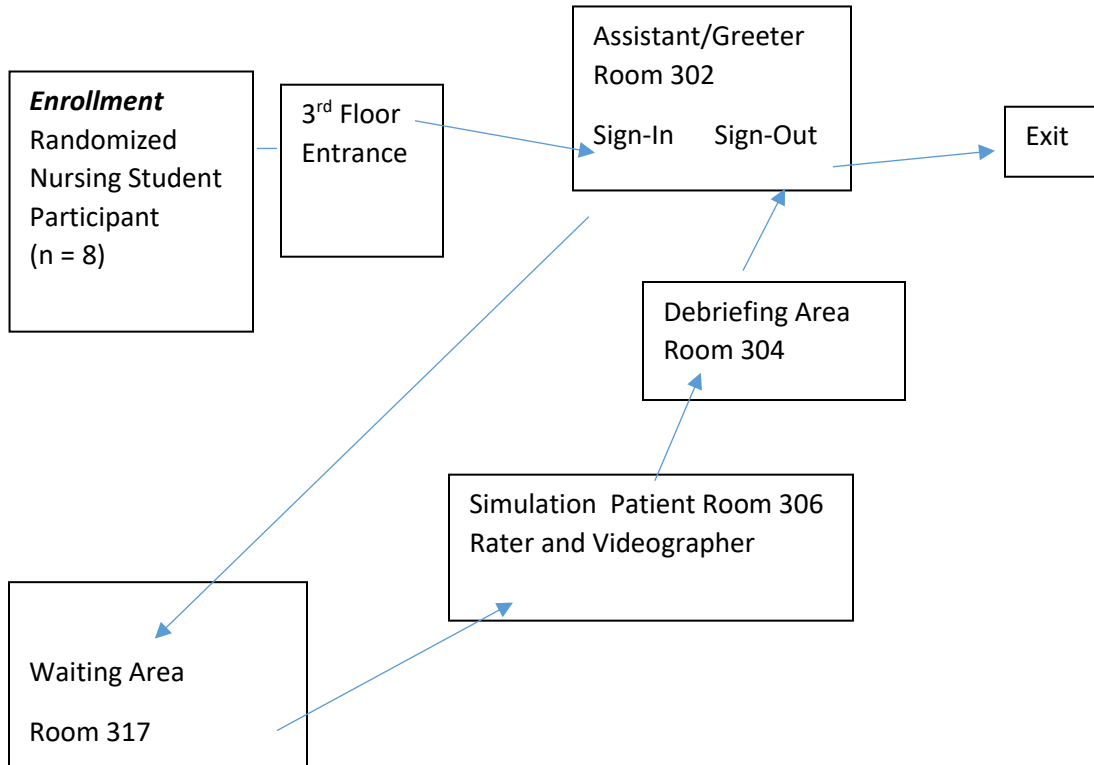 Enrollment
Randomized
Nursing Student
Participant
(n = 8)
3rd Floor
Entrance
Assistant/Greeter
Room 302
Sign-In Sign-Out
Exit
Debriefing Area
Room 304
Simulation Patient Room 306
Rater and Videographer
Waiting Area
Room 317